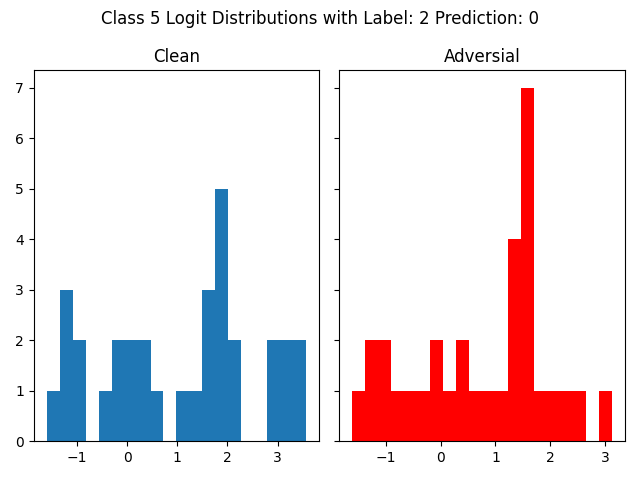 Class 5 Logit Distributions with Label: 2 Prediction: 0
Clean
Adversial
7
6
5
4
3
2
1
0
−1 0 1 2 3
−1 0 1 2 3